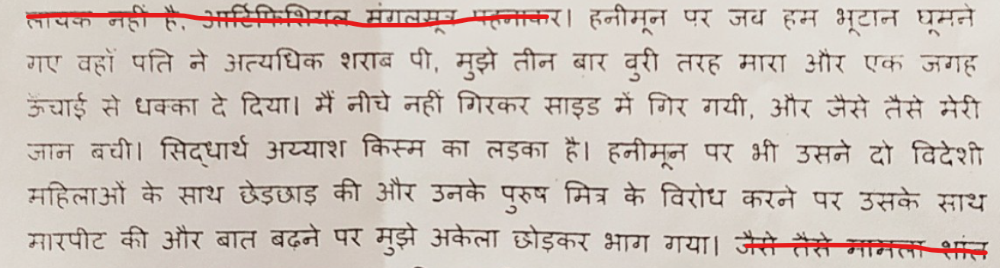 लायक नहीं है, आर्टिफिशियल मंगलसूत्र पहनाकर। हनीमून पर जब हम भूटान घूमने
गए वहाँ पति ने अत्यधिक शराब पी, मुझे तीन बार वुरी तरह मारा और एक जगह
ऊँचाई से धक्का दे दिया। मैं नीचे नहीं गिरकर साइड में गिर गयी, और जैसे तैसे मेरी
जान बची। सिद्धार्थ अय्याश किस्म का लड़का है। हनीमून पर भी उसने दो विदेशी
महिलाओं के साथ छेड़छाड़ की और उनके पुरुष मित्र के विरोध करने पर उसके साथ
मारपीट की और बात बढ़ने पर मुझे अकेला छोड़कर भाग गया। जैसे तैसे मामला शांत